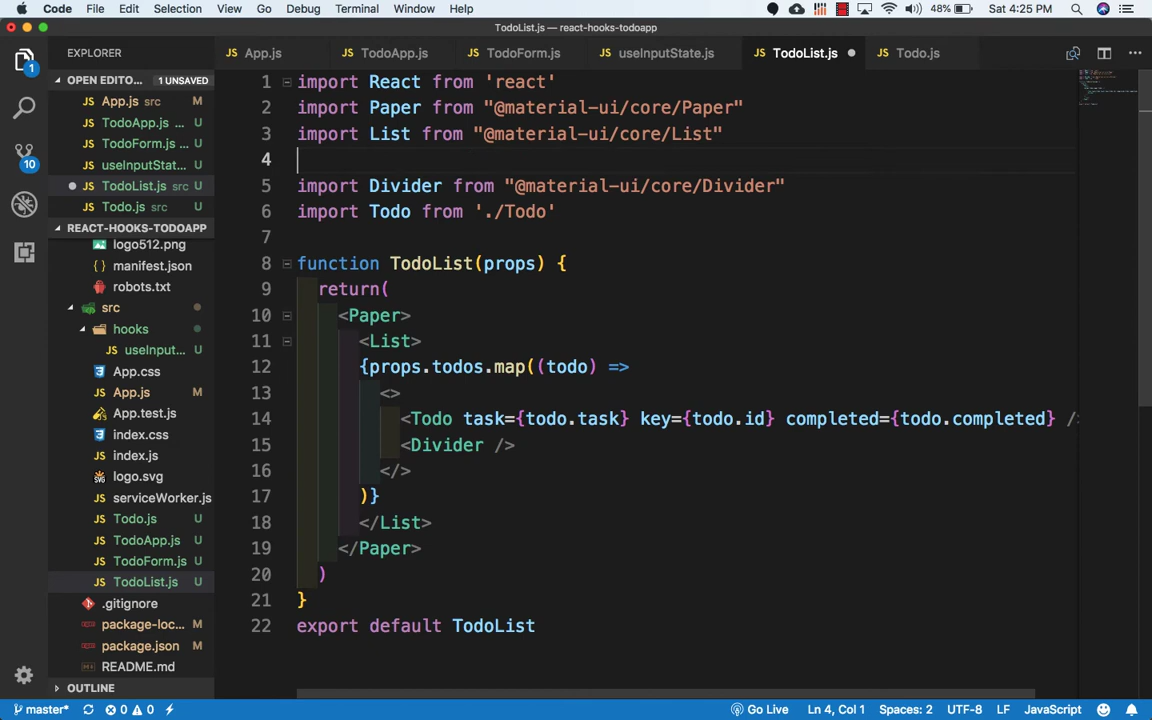 Code File Edit Selection View Go Debug Terminal Window Help 48% Sat 4:25 PM
TodoList.js — react-hooks-todoapp
EXPLORER
App.js TodoApp.js TodoForm.js useInputState.js TodoList.js Todo.js
OPEN EDITO... 1 UNSAVED
App.js src M
TodoApp.js ... U
TodoForm.js ... U
useInputStat... U
TodoList.js src U
Todo.js src U
REACT-HOOKS-TODOAPP
logo512.png
manifest.json
robots.txt
src
hooks
useInput... U
App.css
App.js M
App.test.js
index.css
index.js
logo.svg
serviceWorker.js
Todo.js U
TodoApp.js U
TodoForm.js U
TodoList.js U
.gitignore
package-loc... M
package.json M
README.md
OUTLINE
1
10
1 import React from 'react'
2 import Paper from "@material-ui/core/Paper"
3 import List from "@material-ui/core/List"
4
5 import Divider from "@material-ui/core/Divider"
6 import Todo from './Todo'
7
8 function TodoList(props) {
9 return(
10 <Paper>
11 <List>
12 {props.todos.map((todo) =>
13 <>
14 <Todo task={todo.task} key={todo.id} completed={todo.completed} />
15 <Divider />
16 </>
17 )}
18 </List>
19 </Paper>
20 )
21 }
22 export default TodoList
master* 0 0 Go Live Ln 4, Col 1 Spaces: 2 UTF-8 LF JavaScript